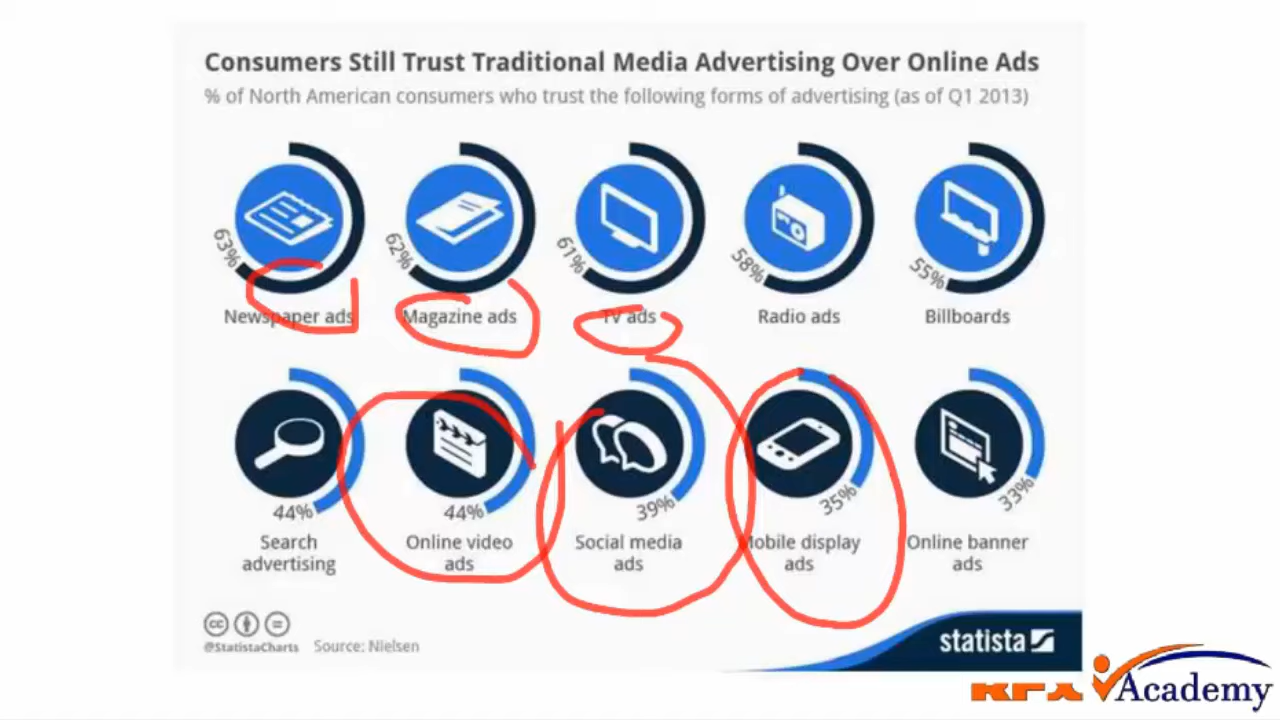 Consumers Still Trust Traditional Media Advertising Over Online Ads
% of North American consumers who trust the following forms of advertising (as of Q1 2013)
63% 62% 61% 58% 55%
Newspaper ads Magazine ads TV ads Radio ads Billboards
44% 44% 39% 35% 33%
Search Online video Social media Mobile display Online banner
advertising ads ads ads ads
@StatistaCharts Source: Nielsen
statista
Academy